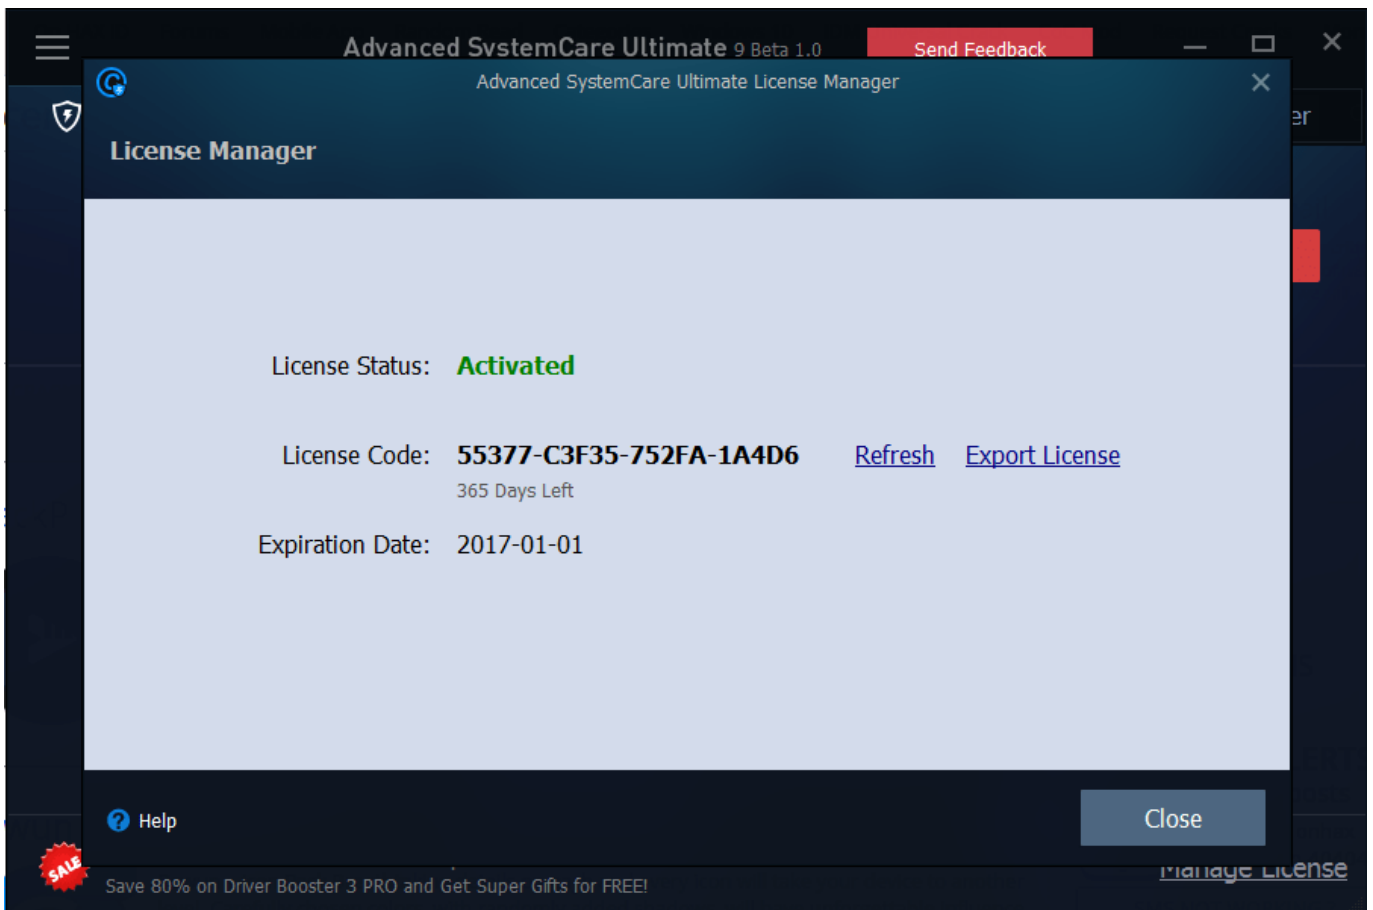 Advanced SystemCare Ultimate 9 Beta 1.0 Send Feedback
Advanced SystemCare Ultimate License Manager
er
License Manager
License Status: Activated
License Code: 55377-C3F35-752FA-1A4D6 Refresh Export License
365 Days Left
Expiration Date: 2017-01-01
Help Close
SALE
Manage License
Save 80% on Driver Booster 3 PRO and Get Super Gifts for FREE!